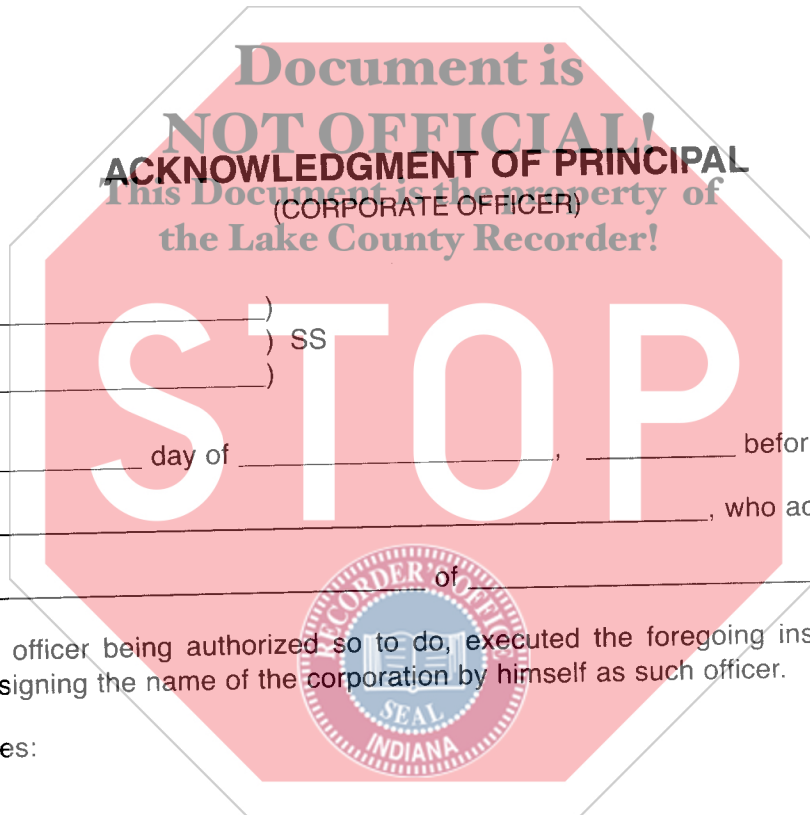 Document is
NOT OFFICIAL!
ACKNOWLEDGMENT OF PRINCIPAL
This Document is the property of
(CORPORATE OFFICER)
the Lake County Recorder!
)
) SS
)
STOP
day of , befor
, who ac
of
officer being authorized so to do, executed the foregoing ins
signing the name of the corporation by himself as such officer.
es:
RECORDER'S OFFICE
SEAL
INDIANA